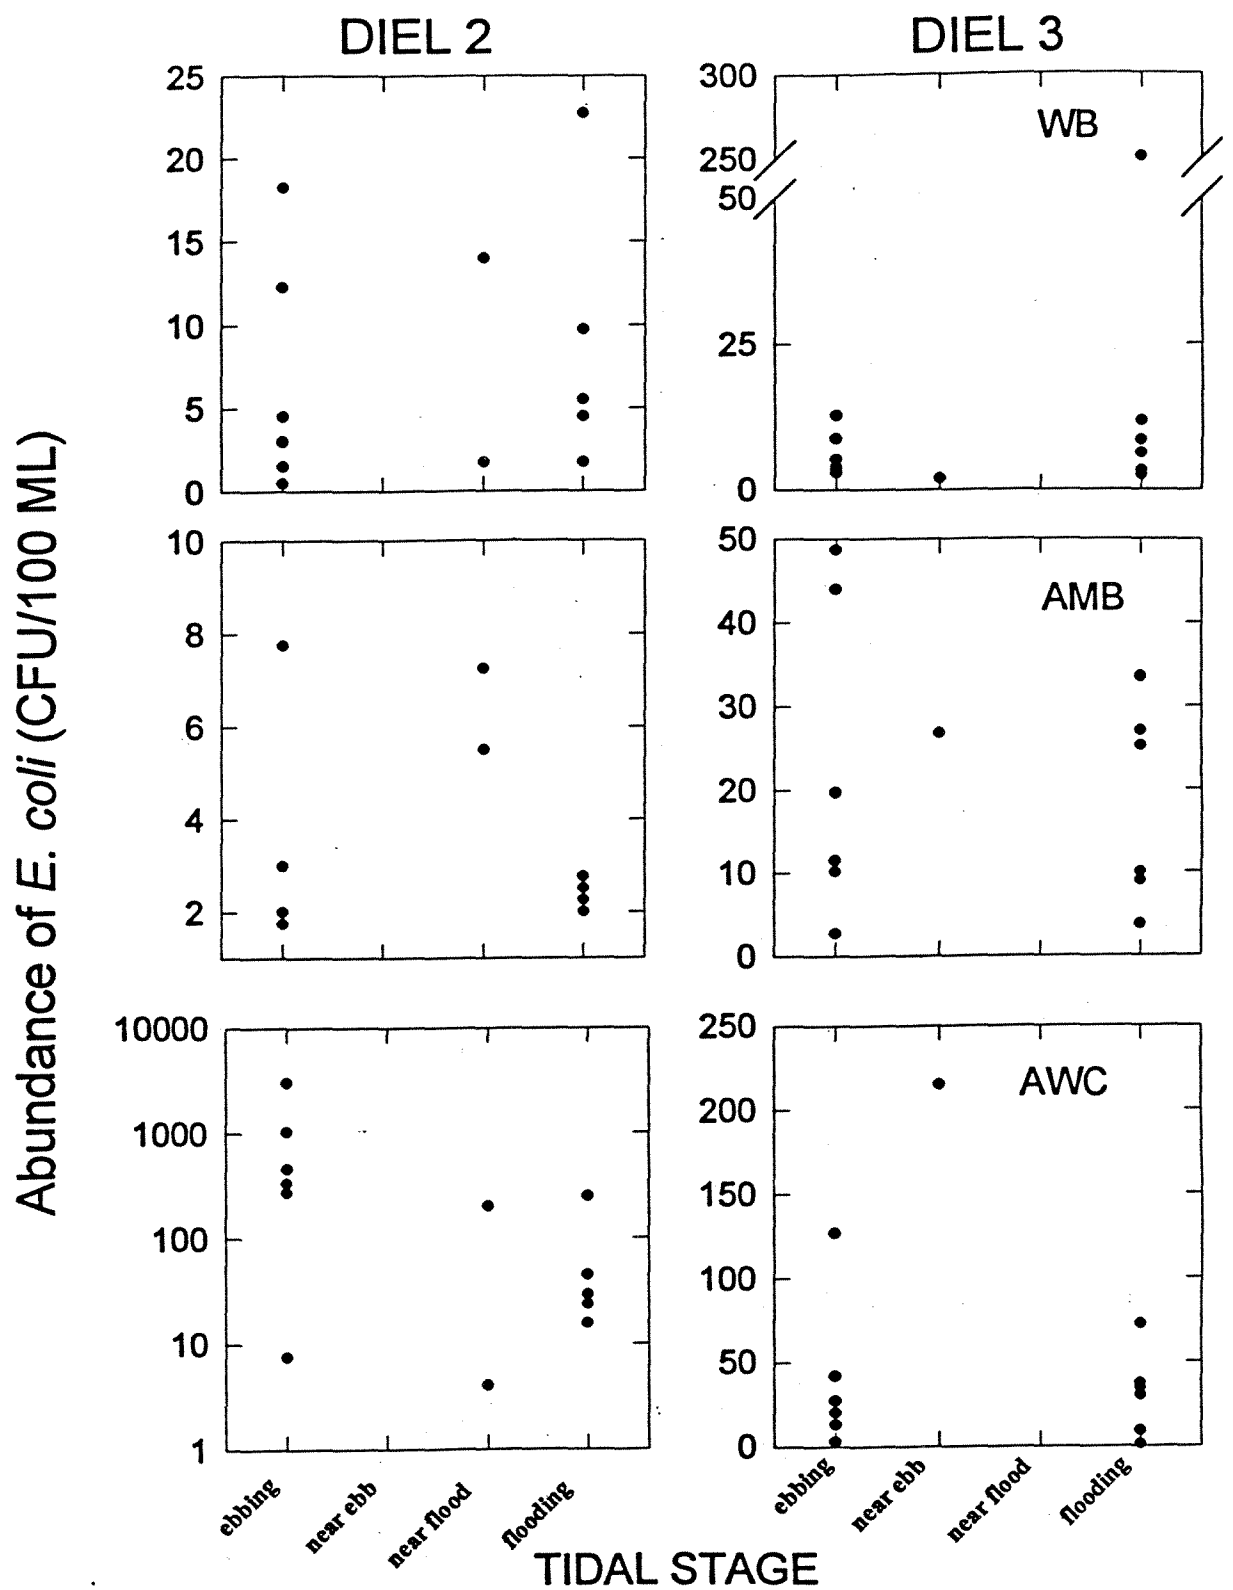 DIEL 2
DIEL 3
Abundance of E. coli (CFU/100 ML)
25
20
15
10
5
0
300
250
50
25
0
WB
10
8
6
4
2
50
40
30
20
10
0
AMB
10000
1000
100
10
1
250
200
150
100
50
0
AWC
ebbing
near ebb
near flood
flooding
ebbing
near ebb
near flood
flooding
TIDAL STAGE